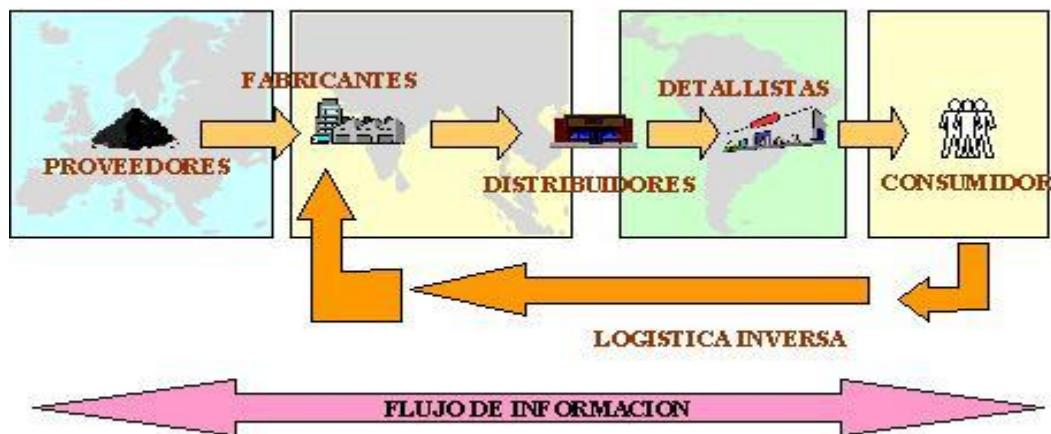 FABRICANTES
DETALLISTAS
PROVEEDORES
DISTRIBUIDORES
CONSUMIDOR
LOGISTICA INVERSA
FLUJO DE INFORMACION